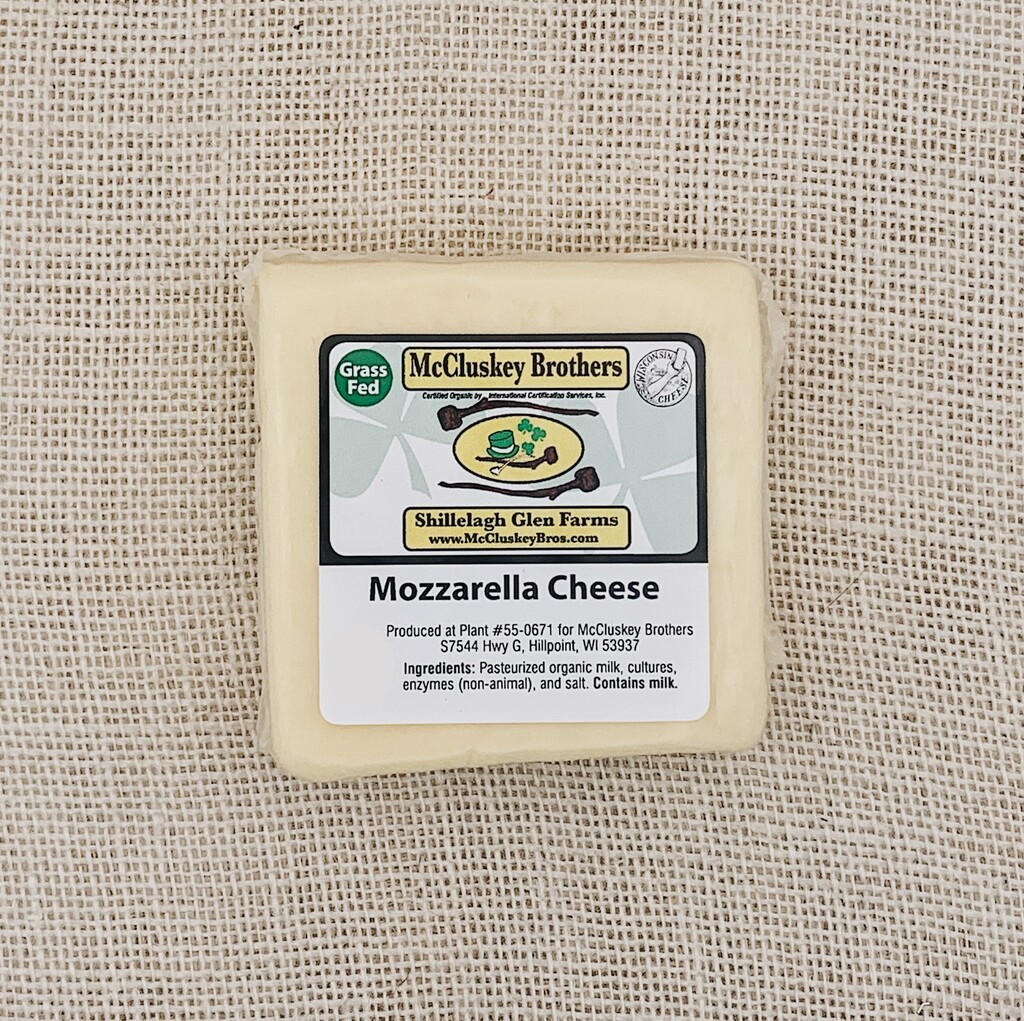 Grass
Fed
McCluskey Brothers
WISCONSIN
CHEESE
Certified Organic by International Certification Services, Inc.
Shillelagh Glen Farms
www.McCluskeyBros.com
Mozzarella Cheese
Produced at Plant #55-0671 for McCluskey Brothers
S7544 Hwy G, Hillpoint, WI 53937
Ingredients: Pasteurized organic milk, cultures,
enzymes (non-animal), and salt. Contains milk.